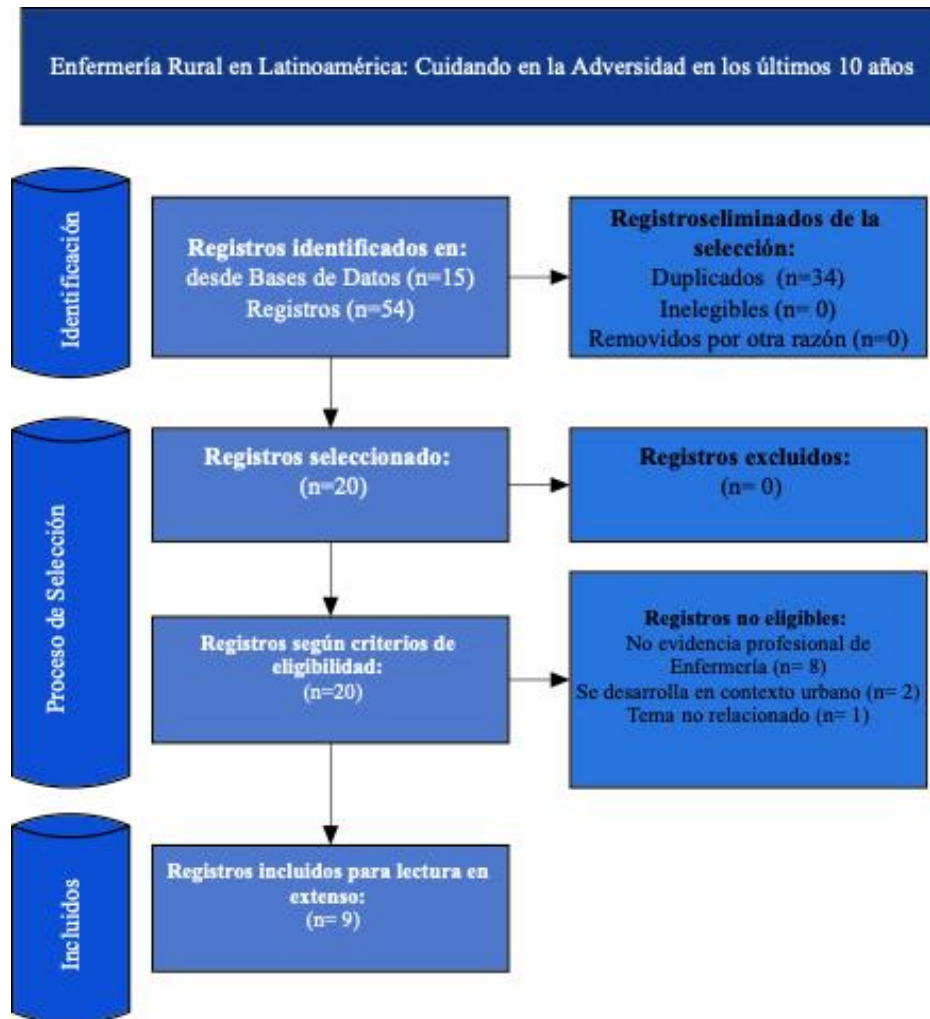 Enfermería Rural en Latinoamérica: Cuidando en la Adversidad en los últimos 10 años
Identificación
Registros identificados en:
desde Bases de Datos (n=15)
Registros (n=54)
Registroseliminados de la
selección:
Duplicados (n=34)
Inelegibles (n= 0)
Removidos por otra razón (n=0)
Proceso de Selección
Registros seleccionado:
(n=20)
Registros excluidos:
(n= 0)
Registros según criterios de
eligibilidad:
(n=20)
Registros no eligibles:
No evidencia profesional de
Enfermería (n= 8)
Se desarrolla en contexto urbano (n= 2)
Tema no relacionado (n= 1)
Incluidos
Registros incluidos para lectura en
extenso:
(n= 9)